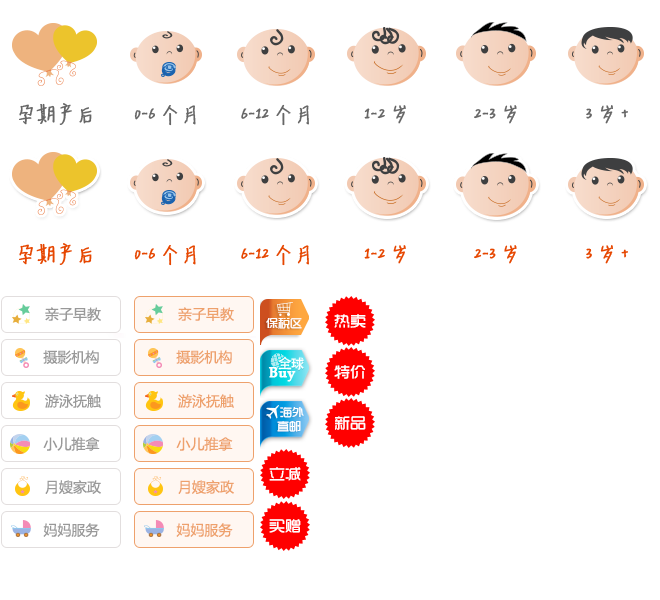 孕期产后 0-6 个月 6-12 个月 1-2 岁 2-3 岁 3 岁 +
孕期产后 0-6 个月 6-12 个月 1-2 岁 2-3 岁 3 岁 +
亲子早教 亲子早教 保税区 热卖
摄影机构 摄影机构 全球Buy 特价
游泳抚触 游泳抚触 海外直邮 新品
小儿推拿 小儿推拿
月嫂家政 月嫂家政 立减
妈妈服务 妈妈服务 买赠